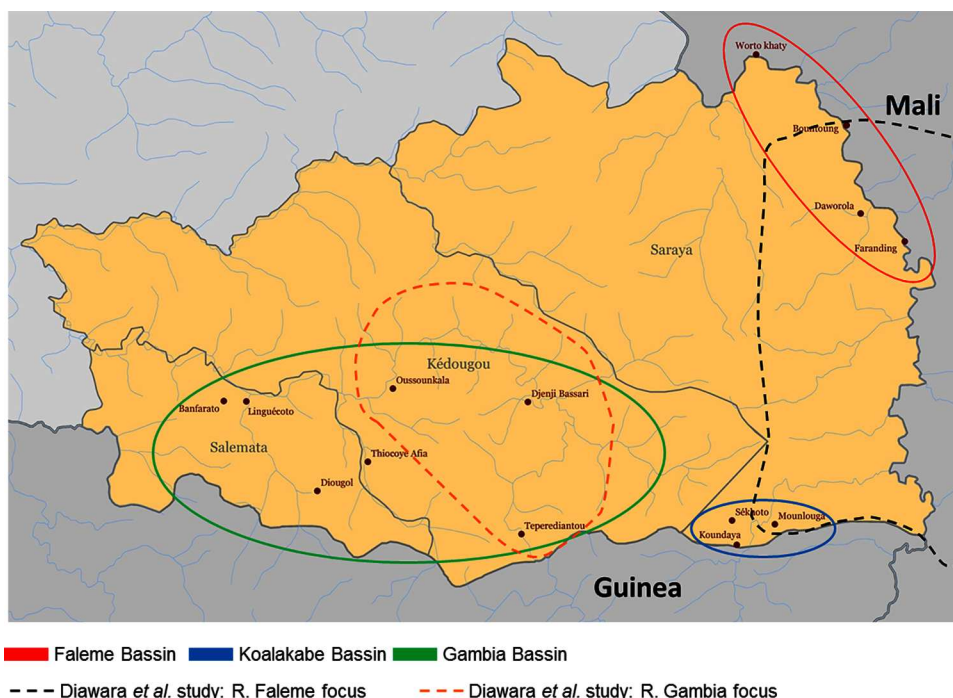 Worto khaty
Mali
Bountoung
Daworola
Faranding
Saraya
Kédougou
Oussounkala
Djenji Bassari
Banfarato
Linguécoto
Salemata
Thiocoye Afia
Diougol
Teperediantou
Sékhoto
Mounlouga
Koundaya
Guinea
Faleme Bassin Koalakabe Bassin Gambia Bassin
Diawara et al. study: R. Faleme focus Diawara et al. study: R. Gambia focus